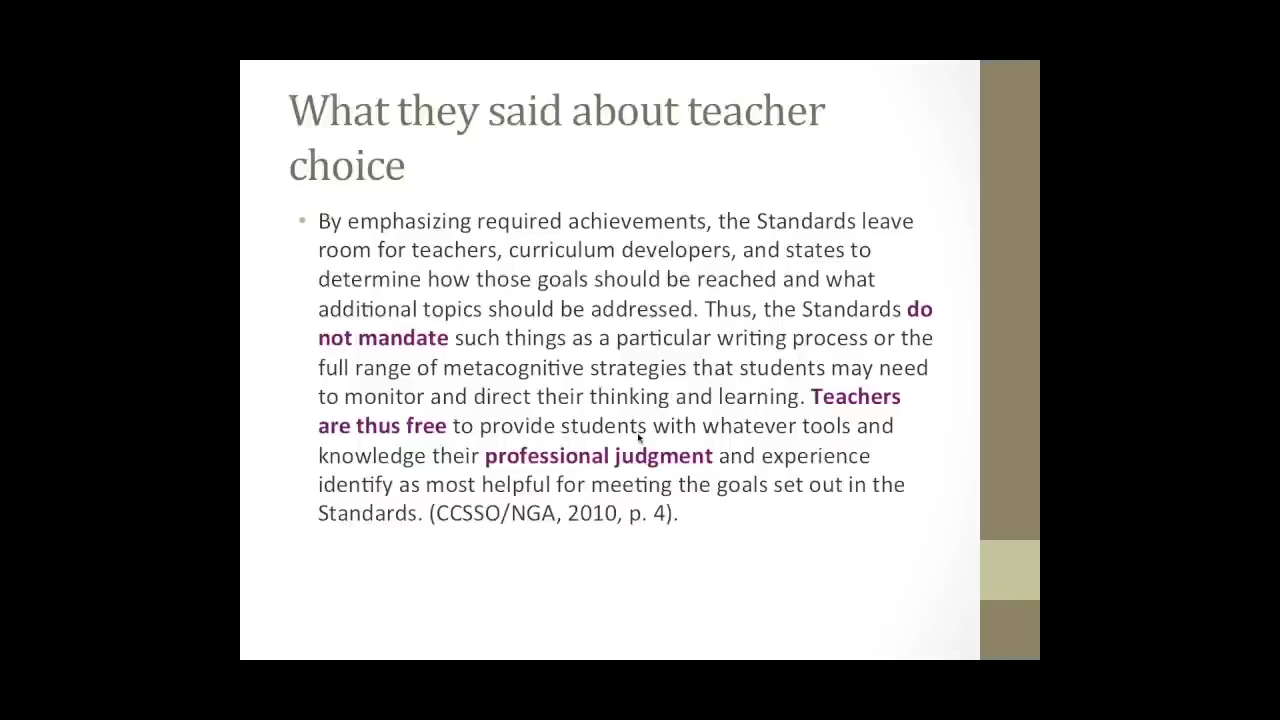 What they said about teacher
choice
• By emphasizing required achievements, the Standards leave
room for teachers, curriculum developers, and states to
determine how those goals should be reached and what
additional topics should be addressed. Thus, the Standards do
not mandate such things as a particular writing process or the
full range of metacognitive strategies that students may need
to monitor and direct their thinking and learning. Teachers
are thus free to provide students with whatever tools and
knowledge their professional judgment and experience
identify as most helpful for meeting the goals set out in the
Standards. (CCSSO/NGA, 2010, p. 4).